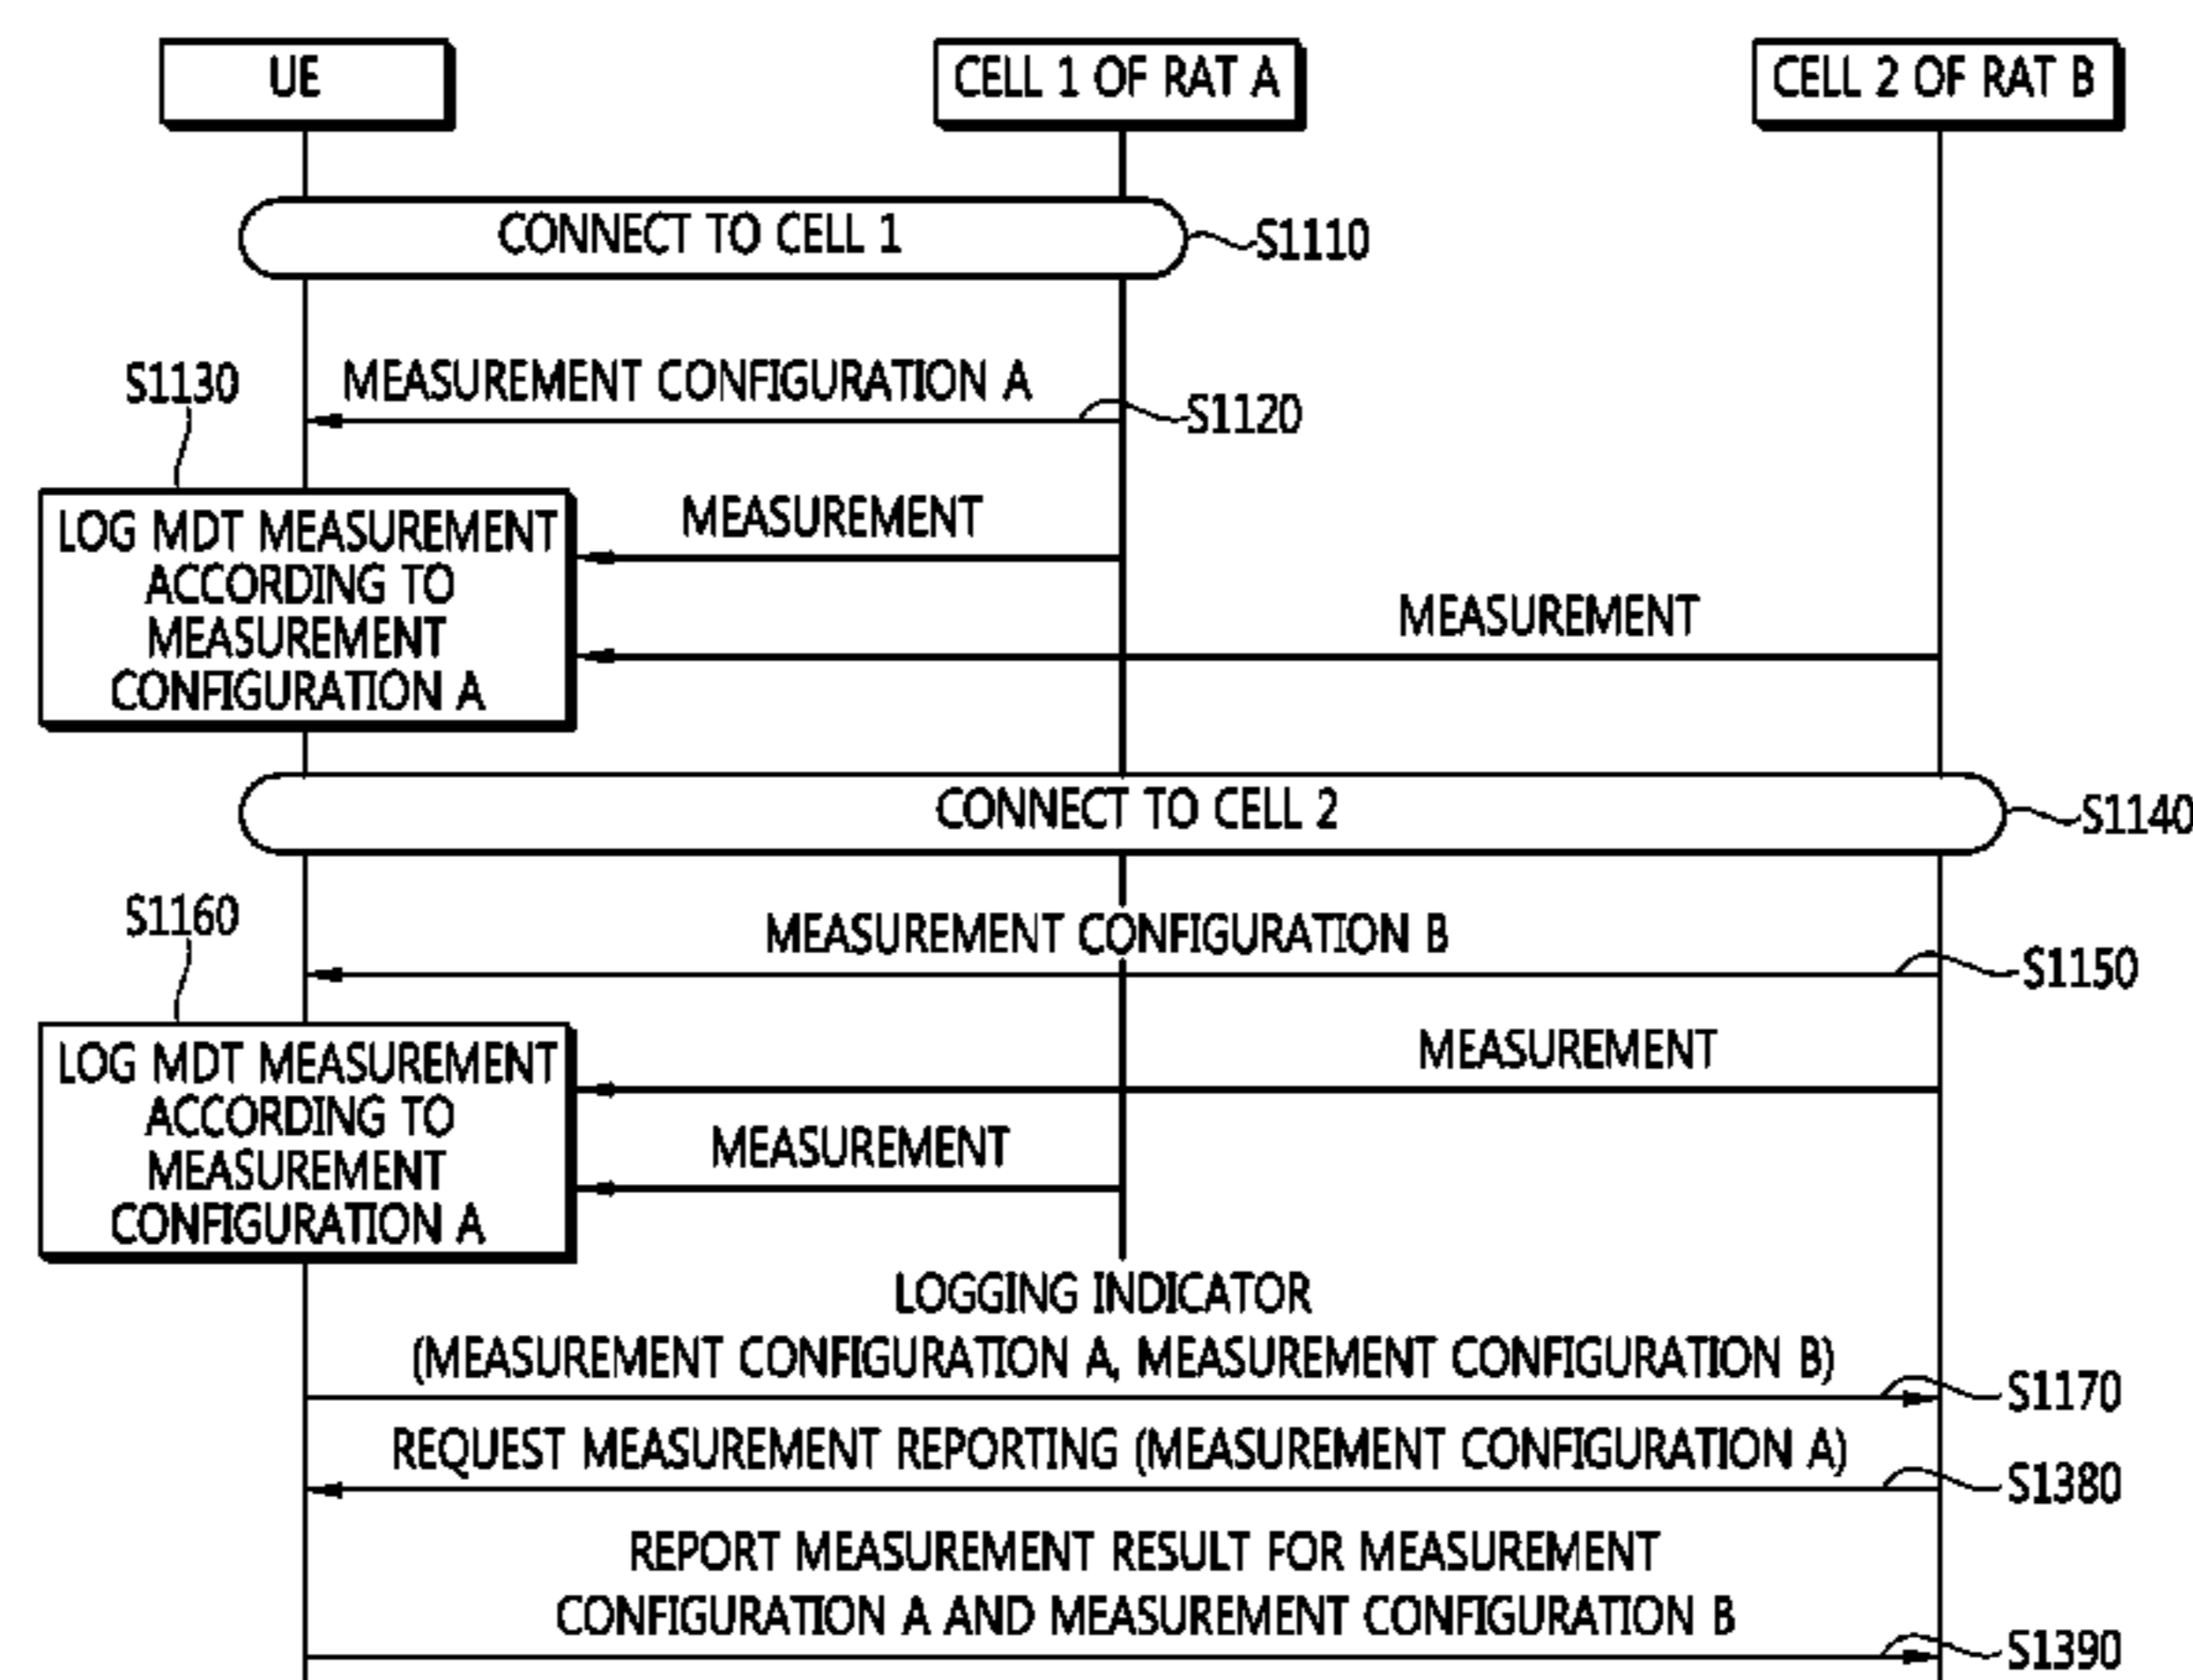 UE
CELL 1 OF RAT A
CELL 2 OF RAT B
CONNECT TO CELL 1
S1110
S1130
MEASUREMENT CONFIGURATION A
S1120
LOG MDT MEASUREMENT
ACCORDING TO
MEASUREMENT
CONFIGURATION A
MEASUREMENT
MEASUREMENT
CONNECT TO CELL 2
S1140
S1160
MEASUREMENT CONFIGURATION B
S1150
LOG MDT MEASUREMENT
ACCORDING TO
MEASUREMENT
CONFIGURATION A
MEASUREMENT
MEASUREMENT
LOGGING INDICATOR
(MEASUREMENT CONFIGURATION A, MEASUREMENT CONFIGURATION B)
S1170
REQUEST MEASUREMENT REPORTING (MEASUREMENT CONFIGURATION A)
S1380
REPORT MEASUREMENT RESULT FOR MEASUREMENT
CONFIGURATION A AND MEASUREMENT CONFIGURATION B
S1390